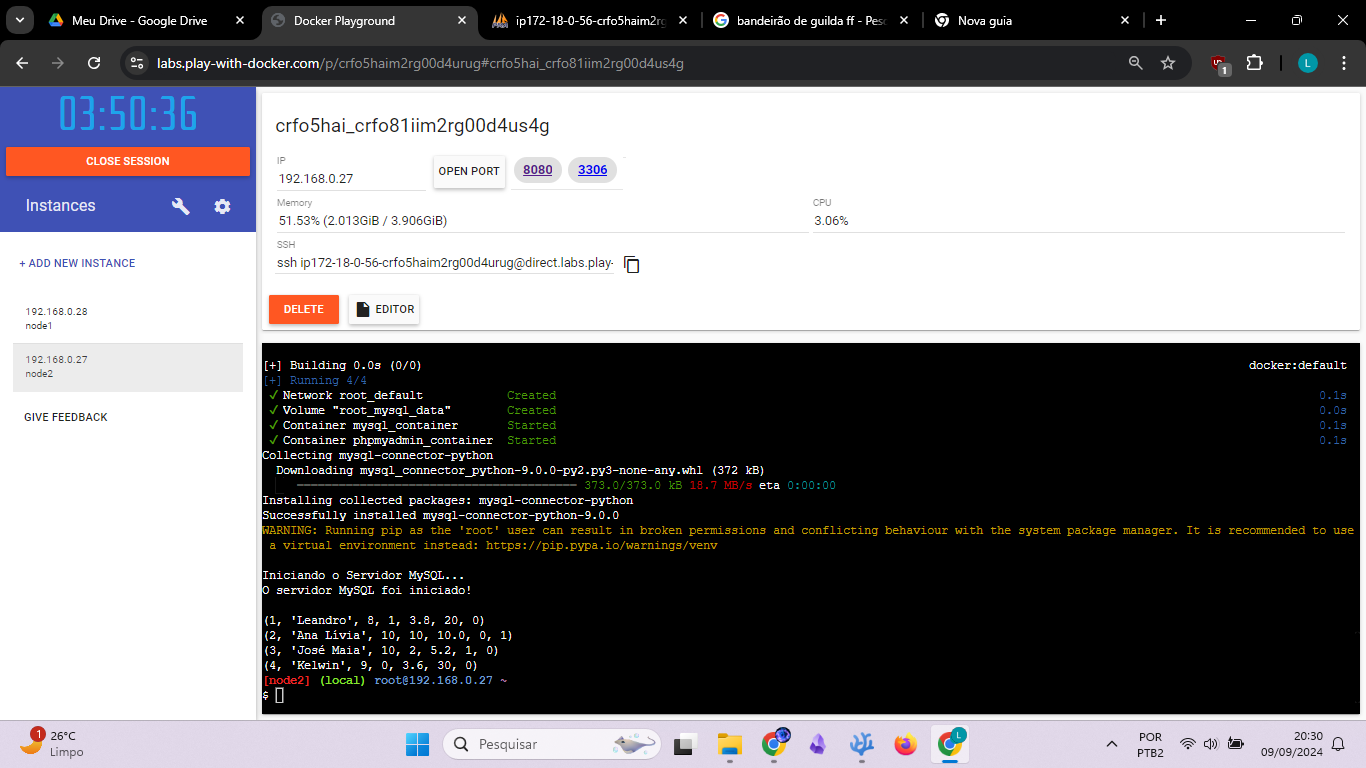 Meu Drive - Google Drive
Docker Playground
ip172-18-0-56-crfo5haim2rg
bandeirão de guilda ff - Pesq
Nova guia
labs.play-with-docker.com/p/crfo5haim2rg00d4urug#crfo5hai_crfo81iim2rg00d4us4g
1
L
03:50:36
CLOSE SESSION
Instances
+ ADD NEW INSTANCE
192.168.0.28
node1
192.168.0.27
node2
GIVE FEEDBACK
crfo5hai_crfo81iim2rg00d4us4g
IP
192.168.0.27
OPEN PORT
8080
3306
Memory
51.53% (2.013GiB / 3.906GiB)
CPU
3.06%
SSH
ssh ip172-18-0-56-crfo5haim2rg00d4urug@direct.labs.play-
DELETE
EDITOR
[+] Building 0.0s (0/0) docker:default
[+] Running 4/4
✓ Network root_default Created 0.1s
✓ Volume "root_mysql_data" Created 0.0s
✓ Container mysql_container Started 0.1s
✓ Container phpmyadmin_container Started 0.1s
Collecting mysql-connector-python
Downloading mysql_connector_python-9.0.0-py2.py3-none-any.whl (372 kB)
373.0/373.0 kB 18.7 MB/s eta 0:00:00
Installing collected packages: mysql-connector-python
Successfully installed mysql-connector-python-9.0.0
WARNING: Running pip as the 'root' user can result in broken permissions and conflicting behaviour with the system package manager. It is recommended to use
a virtual environment instead: https://pip.pypa.io/warnings/venv
Iniciando o Servidor MySQL...
O servidor MySQL foi iniciado!
(1, 'Leandro', 8, 1, 3.8, 20, 0)
(2, 'Ana Lívia', 10, 10, 10.0, 0, 1)
(3, 'José Maia', 10, 2, 5.2, 1, 0)
(4, 'Kelwin', 9, 0, 3.6, 30, 0)
[node2] (local) root@192.168.0.27 ~
$
1
26°C
Limpo
Pesquisar
L
POR
PTB2
20:30
09/09/2024